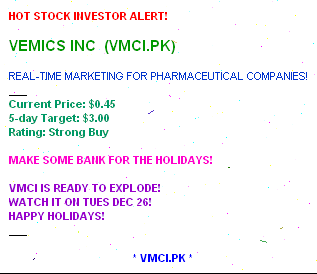 HOT STOCK INVESTOR ALERT!
VEMICS INC (VMCI.PK)
REAL-TIME MARKETING FOR PHARMACEUTICAL COMPANIES!
Current Price: $0.45
5-day Target: $3.00
Rating: Strong Buy
MAKE SOME BANK FOR THE HOLIDAYS!
VMCI IS READY TO EXPLODE!
WATCH IT ON TUES DEC 26!
HAPPY HOLIDAYS!
* VMCI.PK *